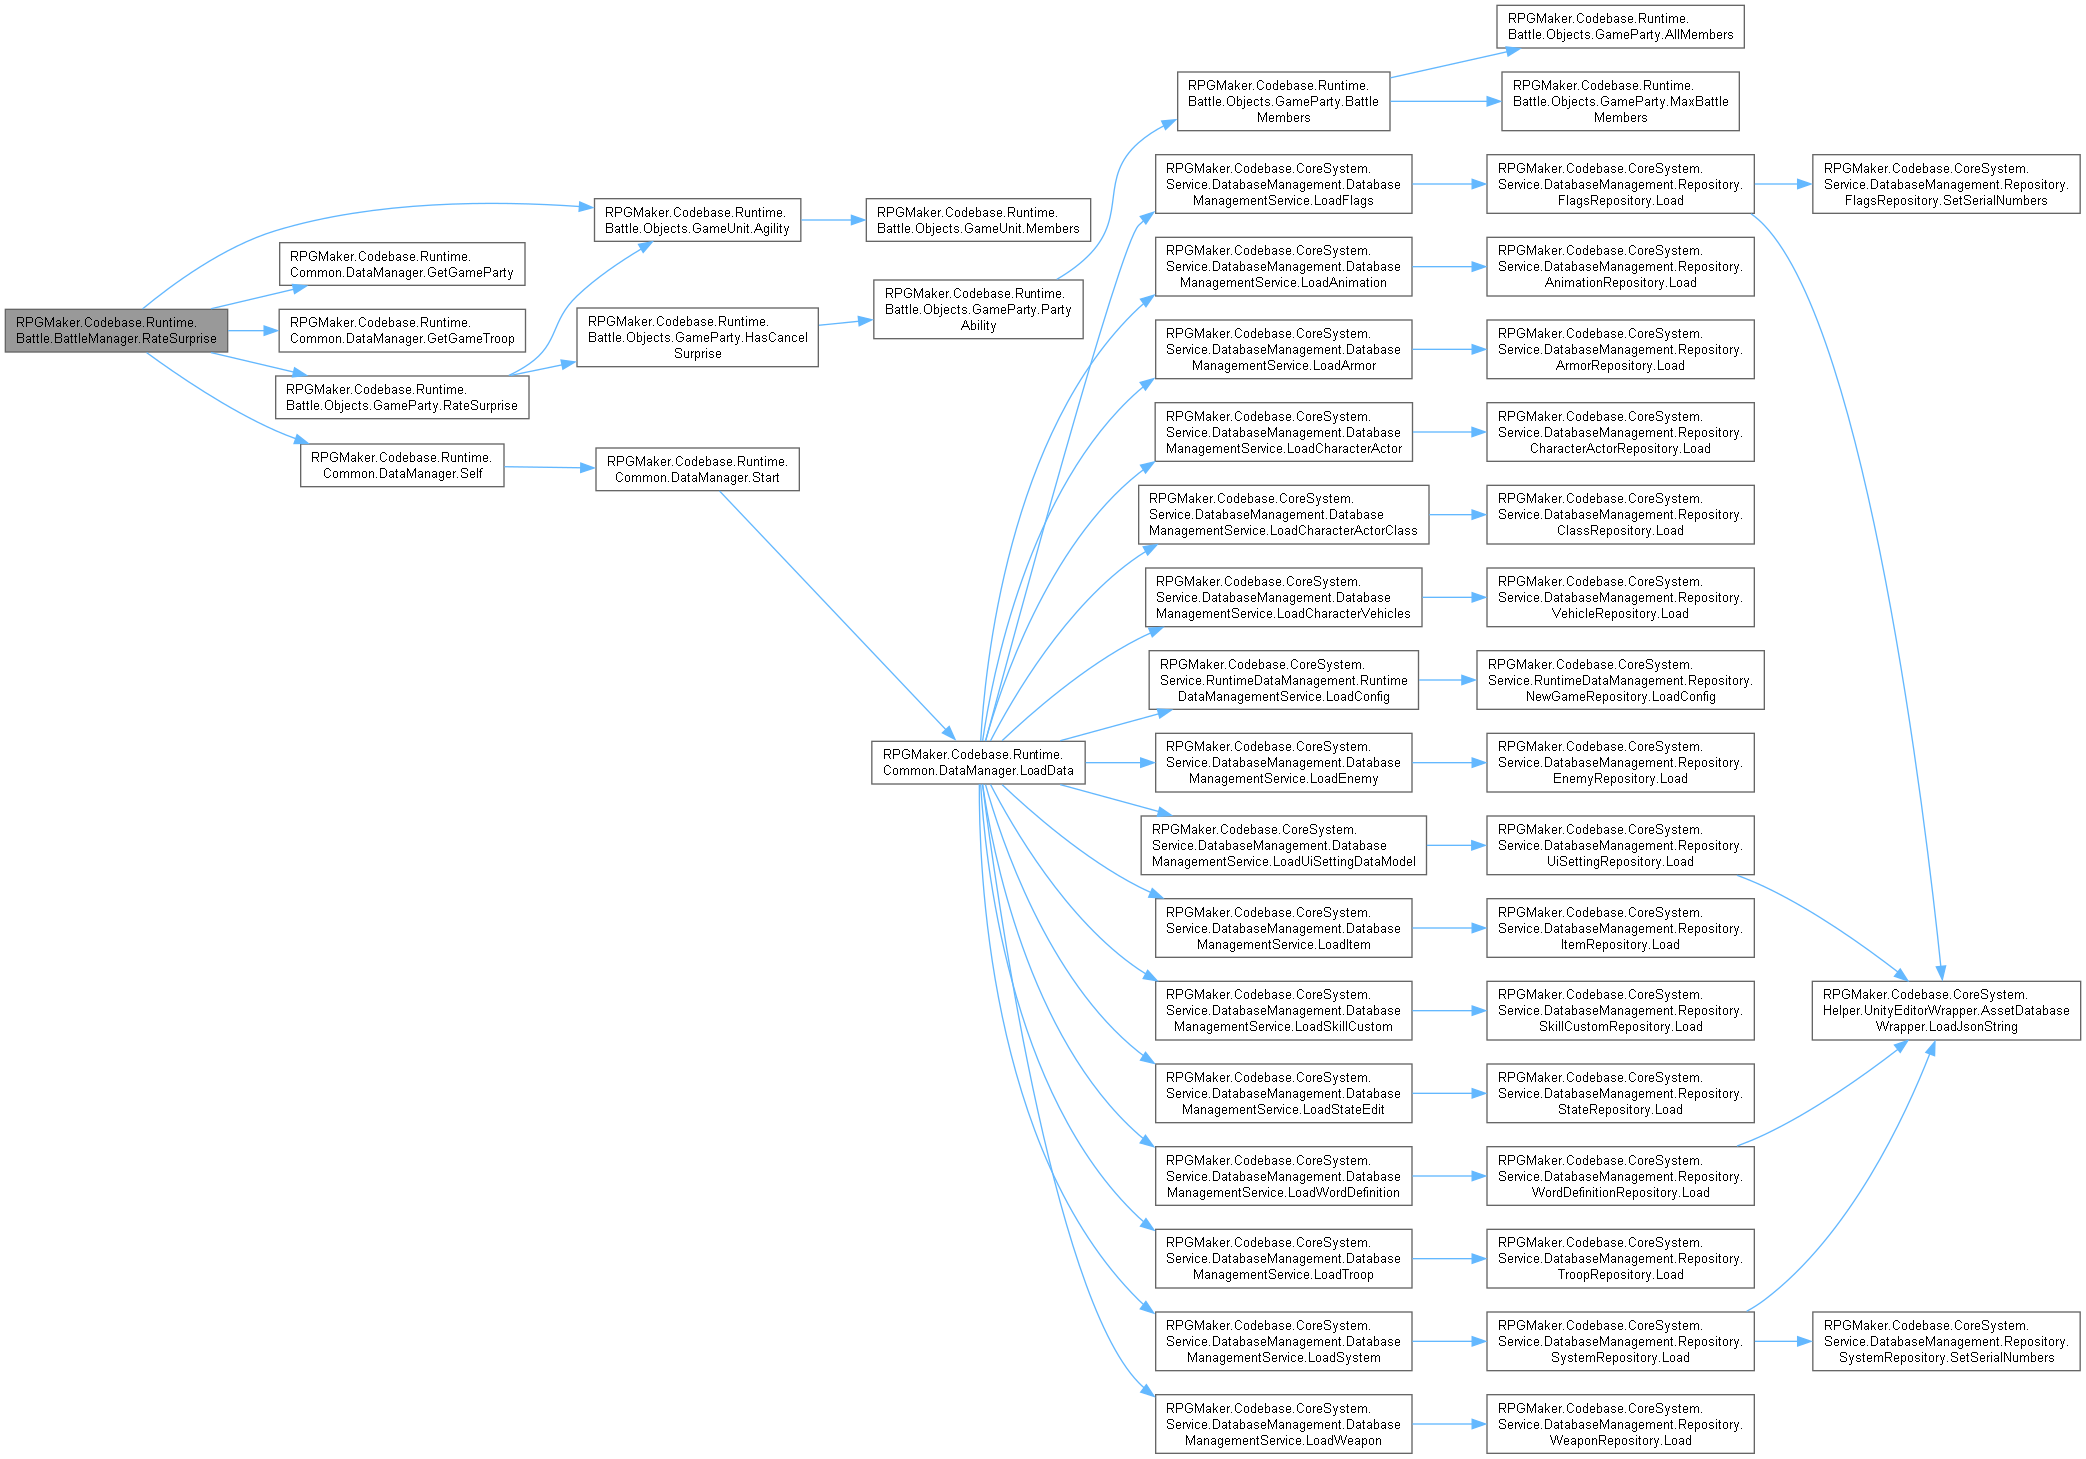 RPGMaker.Codebase.Runtime.
Battle.BattleManager.RateSurprise
RPGMaker.Codebase.Runtime.
Common.DataManager.GetGameParty
RPGMaker.Codebase.Runtime.
Common.DataManager.GetGameTroop
RPGMaker.Codebase.Runtime.
Battle.Objects.GameParty.RateSurprise
RPGMaker.Codebase.Runtime.
Common.DataManager.Self
RPGMaker.Codebase.Runtime.
Battle.Objects.GameUnit.Agility
RPGMaker.Codebase.Runtime.
Battle.Objects.GameParty.HasCancel
Surprise
RPGMaker.Codebase.Runtime.
Common.DataManager.Start
RPGMaker.Codebase.Runtime.
Battle.Objects.GameUnit.Members
RPGMaker.Codebase.Runtime.
Battle.Objects.GameParty.Party
Ability
RPGMaker.Codebase.Runtime.
Common.DataManager.LoadData
RPGMaker.Codebase.Runtime.
Battle.Objects.GameParty.Battle
Members
RPGMaker.Codebase.CoreSystem.
Service.DatabaseManagement.Database
ManagementService.LoadFlags
RPGMaker.Codebase.CoreSystem.
Service.DatabaseManagement.Database
ManagementService.LoadAnimation
RPGMaker.Codebase.CoreSystem.
Service.DatabaseManagement.Database
ManagementService.LoadArmor
RPGMaker.Codebase.CoreSystem.
Service.DatabaseManagement.Database
ManagementService.LoadCharacterActor
RPGMaker.Codebase.CoreSystem.
Service.DatabaseManagement.Database
ManagementService.LoadCharacterActorClass
RPGMaker.Codebase.CoreSystem.
Service.DatabaseManagement.Database
ManagementService.LoadCharacterVehicles
RPGMaker.Codebase.CoreSystem.
Service.RuntimeDataManagement.Runtime
DataManagementService.LoadConfig
RPGMaker.Codebase.CoreSystem.
Service.DatabaseManagement.Database
ManagementService.LoadEnemy
RPGMaker.Codebase.CoreSystem.
Service.DatabaseManagement.Database
ManagementService.LoadUiSettingDataModel
RPGMaker.Codebase.CoreSystem.
Service.DatabaseManagement.Database
ManagementService.LoadItem
RPGMaker.Codebase.CoreSystem.
Service.DatabaseManagement.Database
ManagementService.LoadSkillCustom
RPGMaker.Codebase.CoreSystem.
Service.DatabaseManagement.Database
ManagementService.LoadStateEdit
RPGMaker.Codebase.CoreSystem.
Service.DatabaseManagement.Database
ManagementService.LoadWordDefinition
RPGMaker.Codebase.CoreSystem.
Service.DatabaseManagement.Database
ManagementService.LoadTroop
RPGMaker.Codebase.CoreSystem.
Service.DatabaseManagement.Database
ManagementService.LoadSystem
RPGMaker.Codebase.CoreSystem.
Service.DatabaseManagement.Database
ManagementService.LoadWeapon
RPGMaker.Codebase.Runtime.
Battle.Objects.GameParty.AllMembers
RPGMaker.Codebase.Runtime.
Battle.Objects.GameParty.MaxBattle
Members
RPGMaker.Codebase.CoreSystem.
Service.DatabaseManagement.Repository.
FlagsRepository.Load
RPGMaker.Codebase.CoreSystem.
Service.DatabaseManagement.Repository.
AnimationRepository.Load
RPGMaker.Codebase.CoreSystem.
Service.DatabaseManagement.Repository.
ArmorRepository.Load
RPGMaker.Codebase.CoreSystem.
Service.DatabaseManagement.Repository.
CharacterActorRepository.Load
RPGMaker.Codebase.CoreSystem.
Service.DatabaseManagement.Repository.
ClassRepository.Load
RPGMaker.Codebase.CoreSystem.
Service.DatabaseManagement.Repository.
VehicleRepository.Load
RPGMaker.Codebase.CoreSystem.
Service.RuntimeDataManagement.Repository.
NewGameRepository.LoadConfig
RPGMaker.Codebase.CoreSystem.
Service.DatabaseManagement.Repository.
EnemyRepository.Load
RPGMaker.Codebase.CoreSystem.
Service.DatabaseManagement.Repository.
UiSettingRepository.Load
RPGMaker.Codebase.CoreSystem.
Service.DatabaseManagement.Repository.
ItemRepository.Load
RPGMaker.Codebase.CoreSystem.
Service.DatabaseManagement.Repository.
SkillCustomRepository.Load
RPGMaker.Codebase.CoreSystem.
Service.DatabaseManagement.Repository.
StateRepository.Load
RPGMaker.Codebase.CoreSystem.
Service.DatabaseManagement.Repository.
WordDefinitionRepository.Load
RPGMaker.Codebase.CoreSystem.
Service.DatabaseManagement.Repository.
TroopRepository.Load
RPGMaker.Codebase.CoreSystem.
Service.DatabaseManagement.Repository.
SystemRepository.Load
RPGMaker.Codebase.CoreSystem.
Service.DatabaseManagement.Repository.
WeaponRepository.Load
RPGMaker.Codebase.CoreSystem.
Service.DatabaseManagement.Repository.
FlagsRepository.SetSerialNumbers
RPGMaker.Codebase.CoreSystem.
Helper.UnityEditorWrapper.AssetDatabase
Wrapper.LoadJsonString
RPGMaker.Codebase.CoreSystem.
Service.DatabaseManagement.Repository.
SystemRepository.SetSerialNumbers